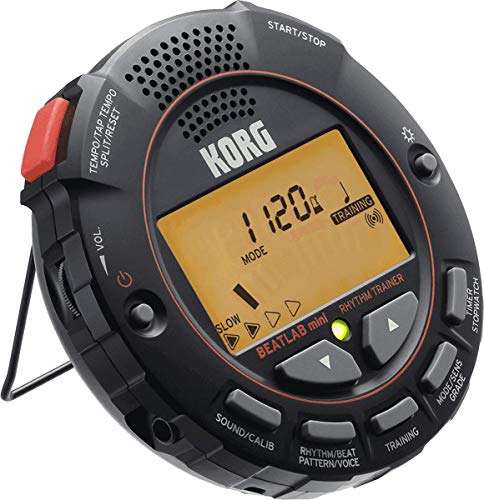 START/STOP
TEMPO/TAP TEMPO
SPLIT/RESET
KORG
VOL.
1120
TRAINING
MODE
SLOW
BEATLAB mini RHYTHM TRAINER
TIMER
STOPWATCH
MODE/SENS
GRADE
SOUND/CALIB
RHYTHM/BEAT
PATTERN/VOICE
TRAINING